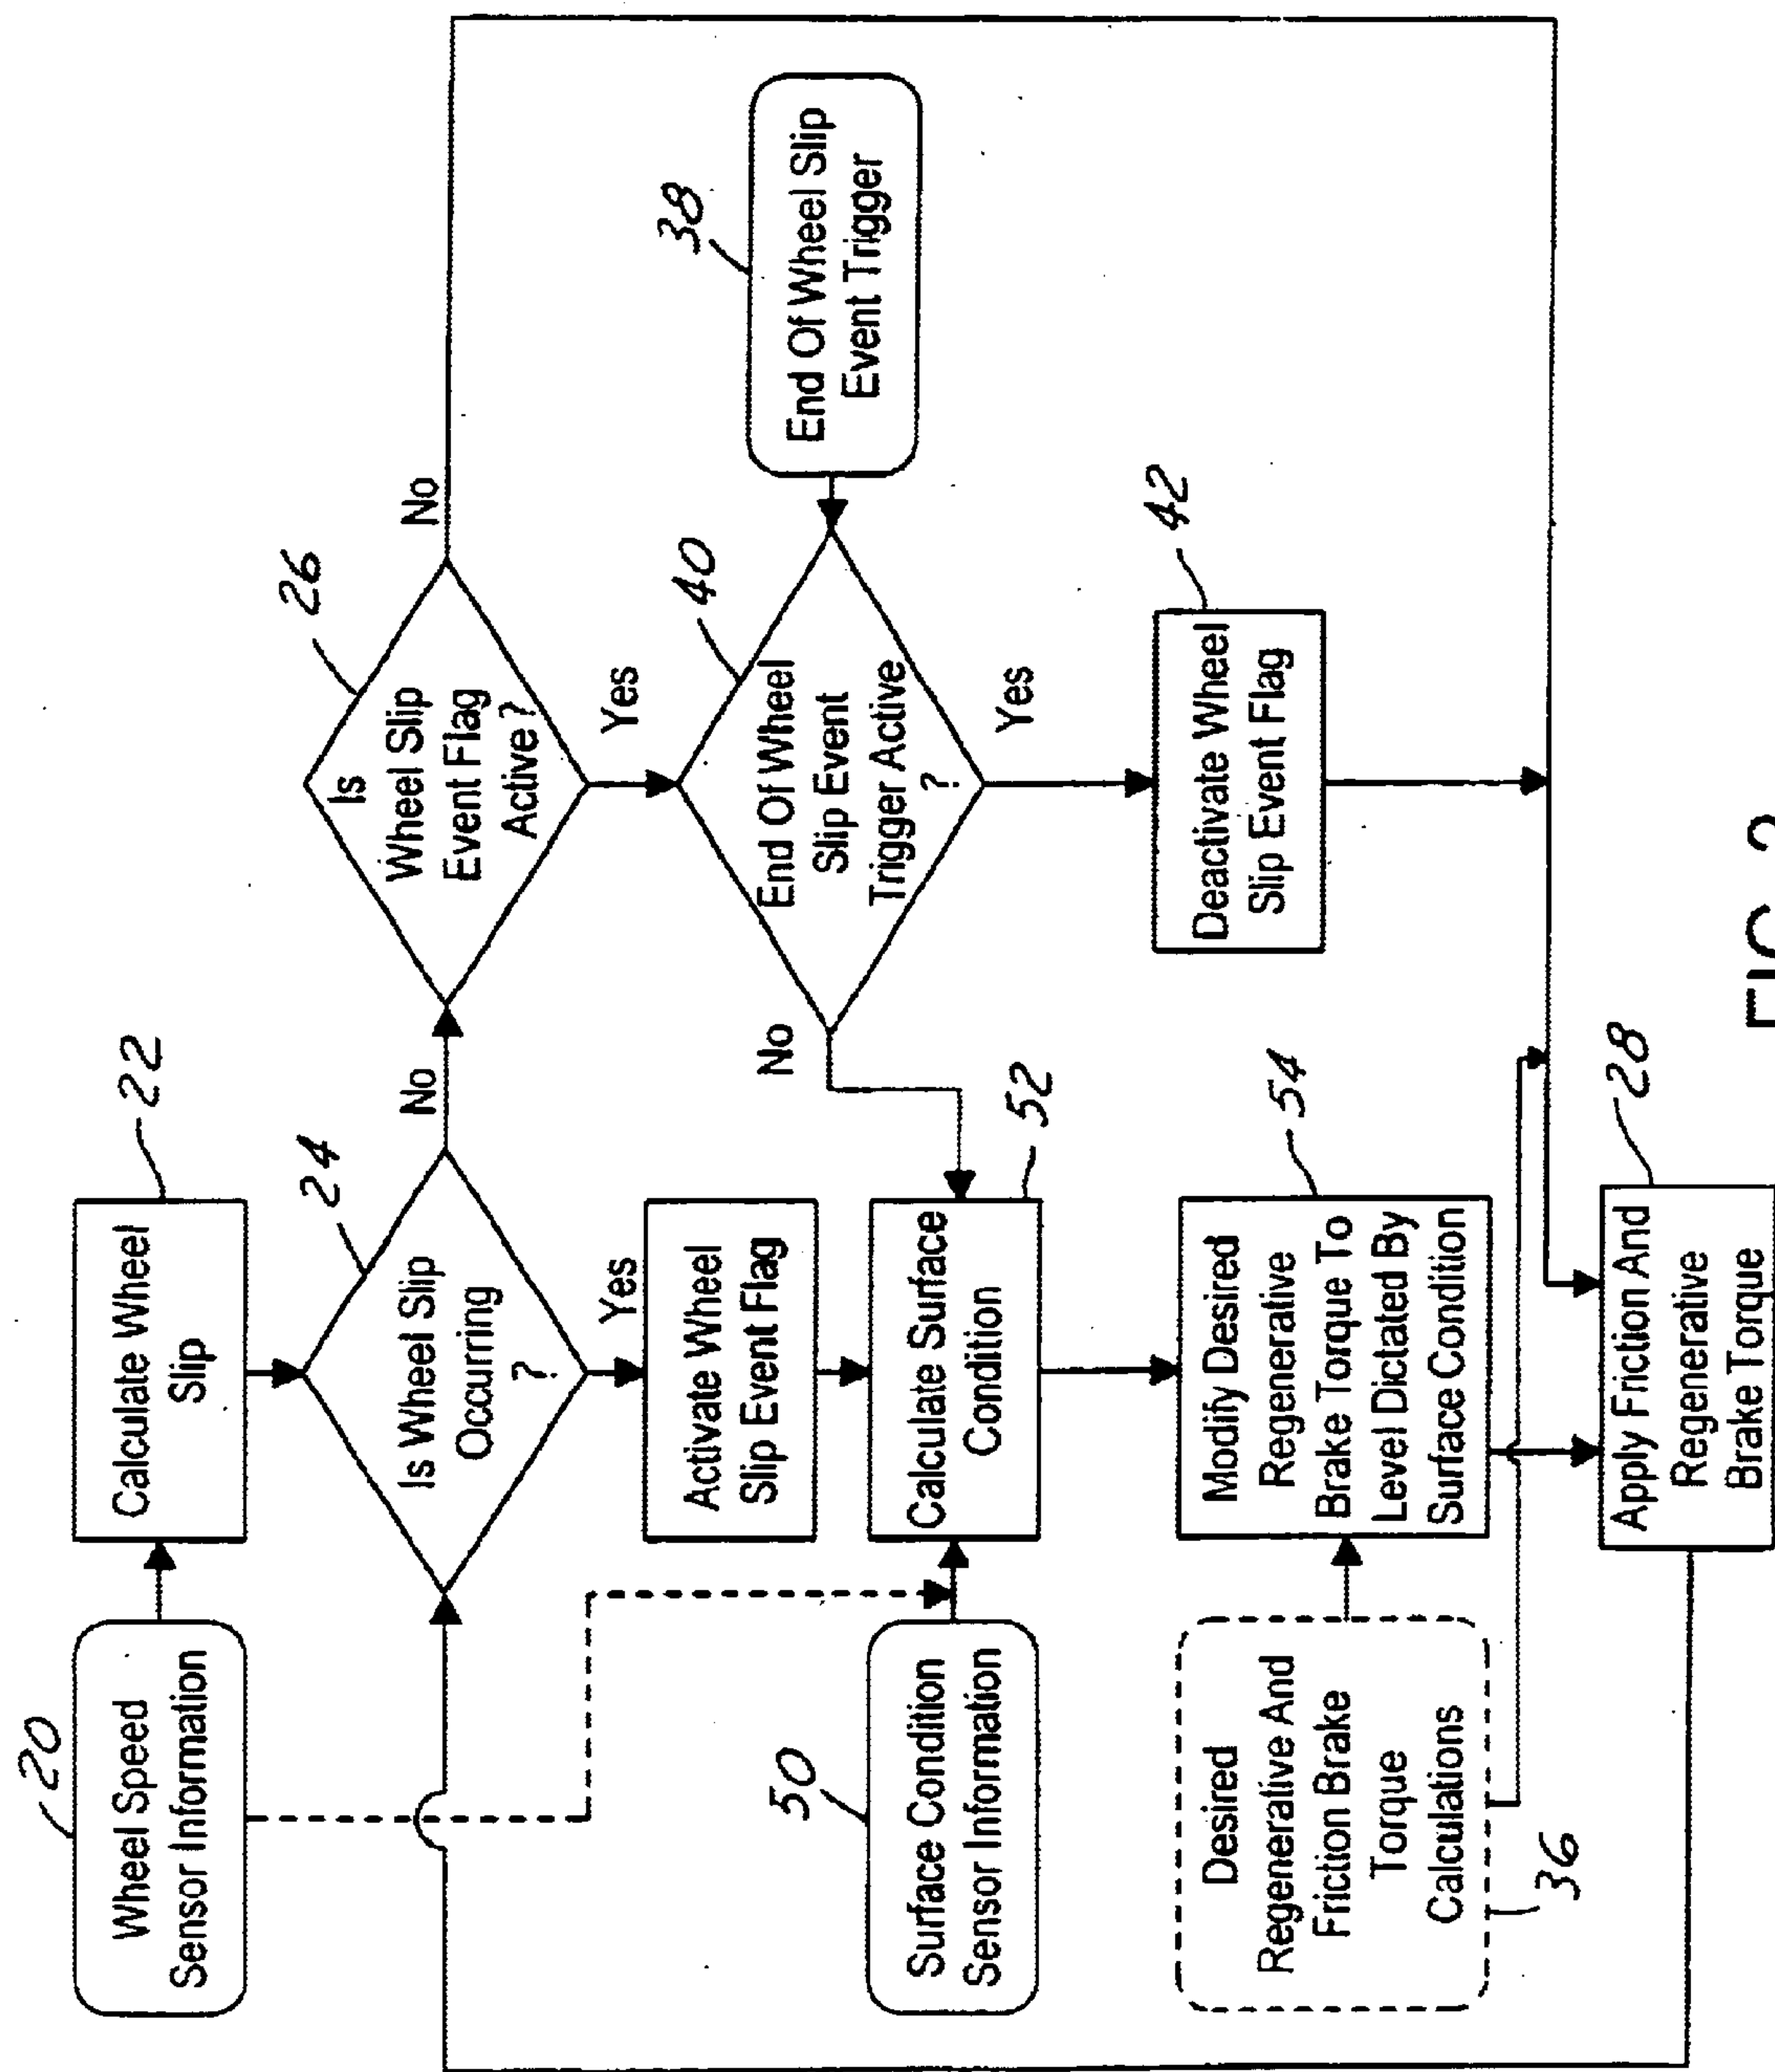 20
Wheel Speed
Sensor Information
Calculate Wheel
Slip
22
24
Is Wheel Slip
Occurring
?
No
Yes
26
Is
Wheel Slip
Event Flag
Active?
No
Yes
Activate Wheel
Slip Event Flag
40
End Of Wheel
Slip Event
Trigger Active
?
No
Yes
38
End Of Wheel Slip
Event Trigger
50
Surface Condition
Sensor Information
Calculate Surface
Condition
52
42
Deactivate Wheel
Slip Event Flag
Desired
Regenerative And
Friction Brake
Torque
Calculations
36
Modify Desired
Regenerative
Brake Torque To
Level Dictated By
Surface Condition
54
Apply Friction And
Regenerative
Brake Torque
28